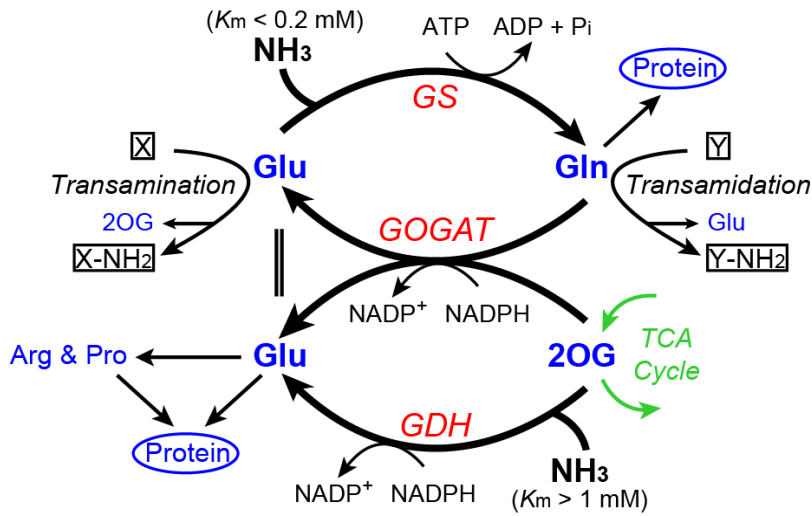 (Km < 0.2 mM)
NH3
ATP
ADP + Pi
GS
Protein
X
Transamination
2OG
X-NH2
Glu
Gln
Y
Transamidation
Glu
Y-NH2
GOGAT
NADP+
NADPH
Arg & Pro
Glu
2OG
TCA
Cycle
Protein
GDH
NADP+
NADPH
NH3
(Km > 1 mM)